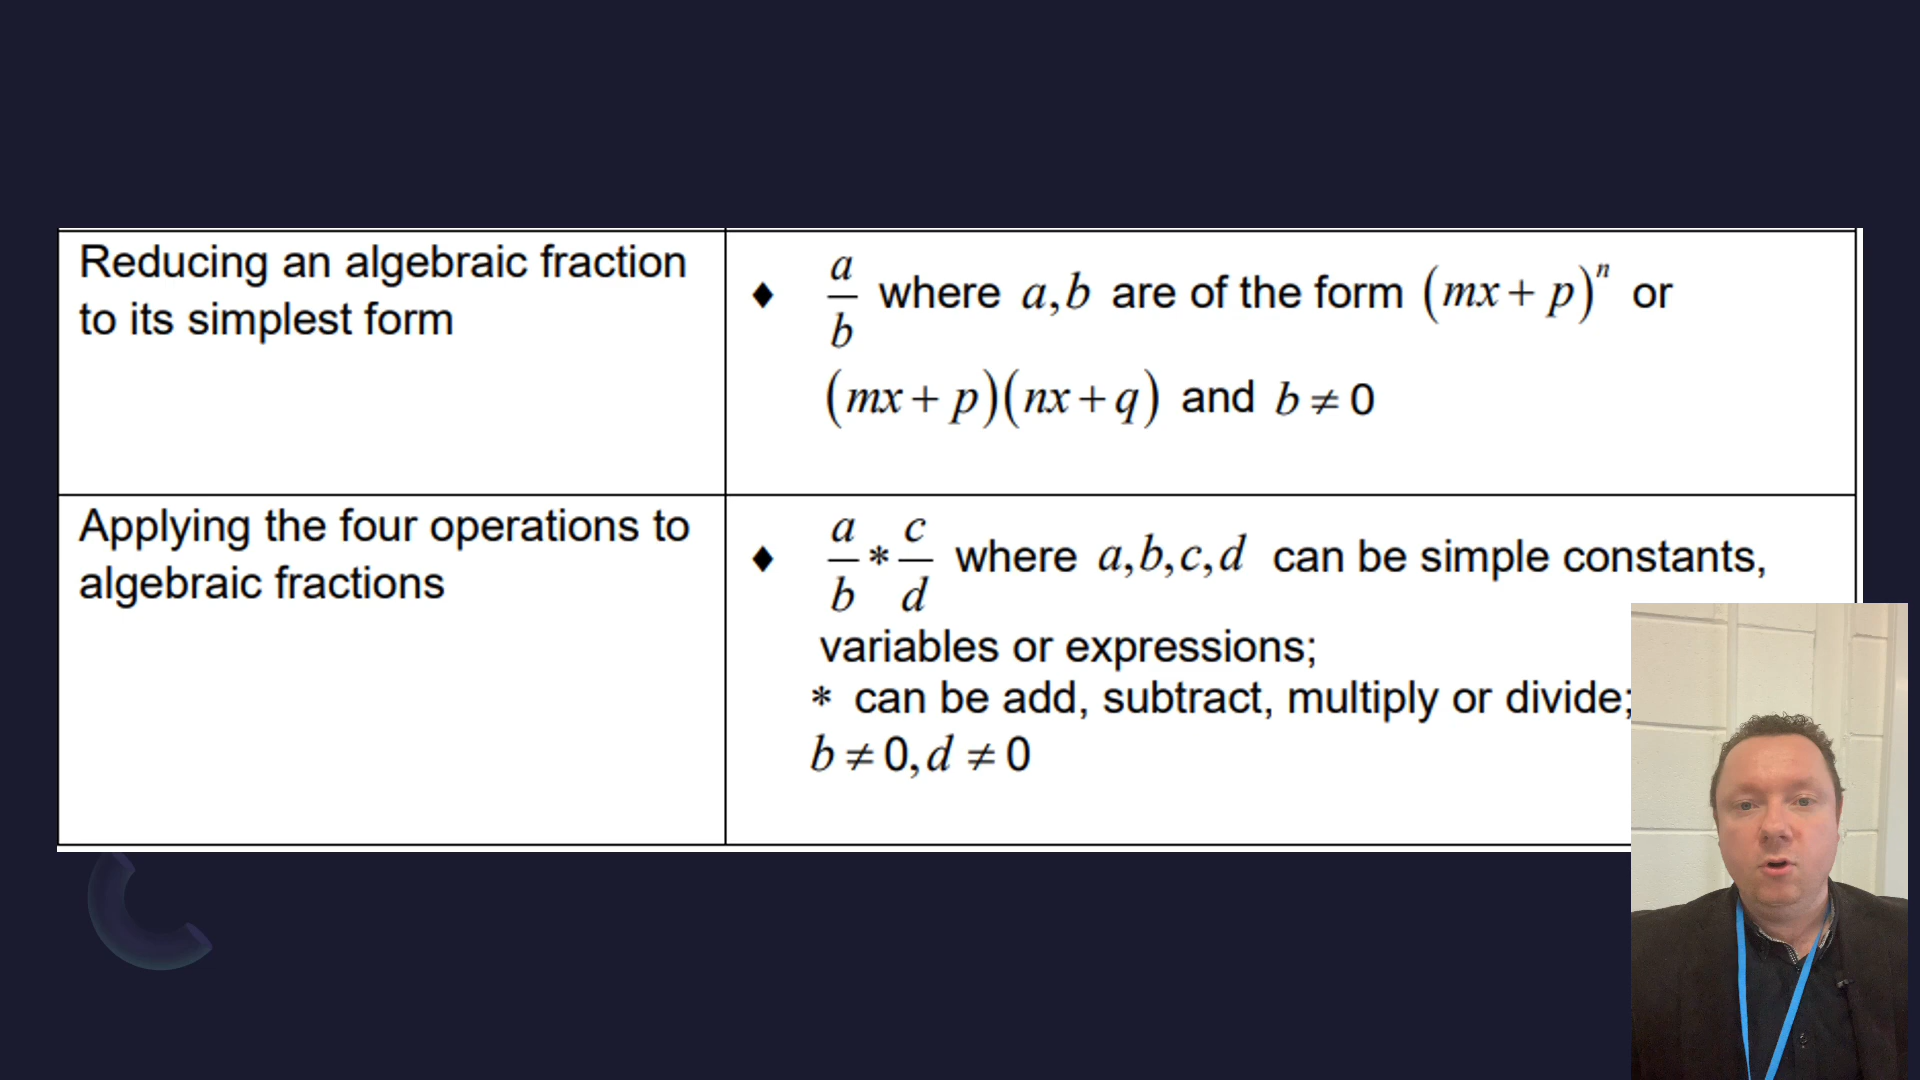 Reducing an algebraic fraction
to its simplest form
♦ a/b where a,b are of the form (mx + p)ⁿ or
(mx + p)(nx + q) and b ≠ 0
Applying the four operations to
algebraic fractions
♦ a/b * c/d where a,b,c,d can be simple constants,
variables or expressions;
* can be add, subtract, multiply or divide;
b ≠ 0, d ≠ 0